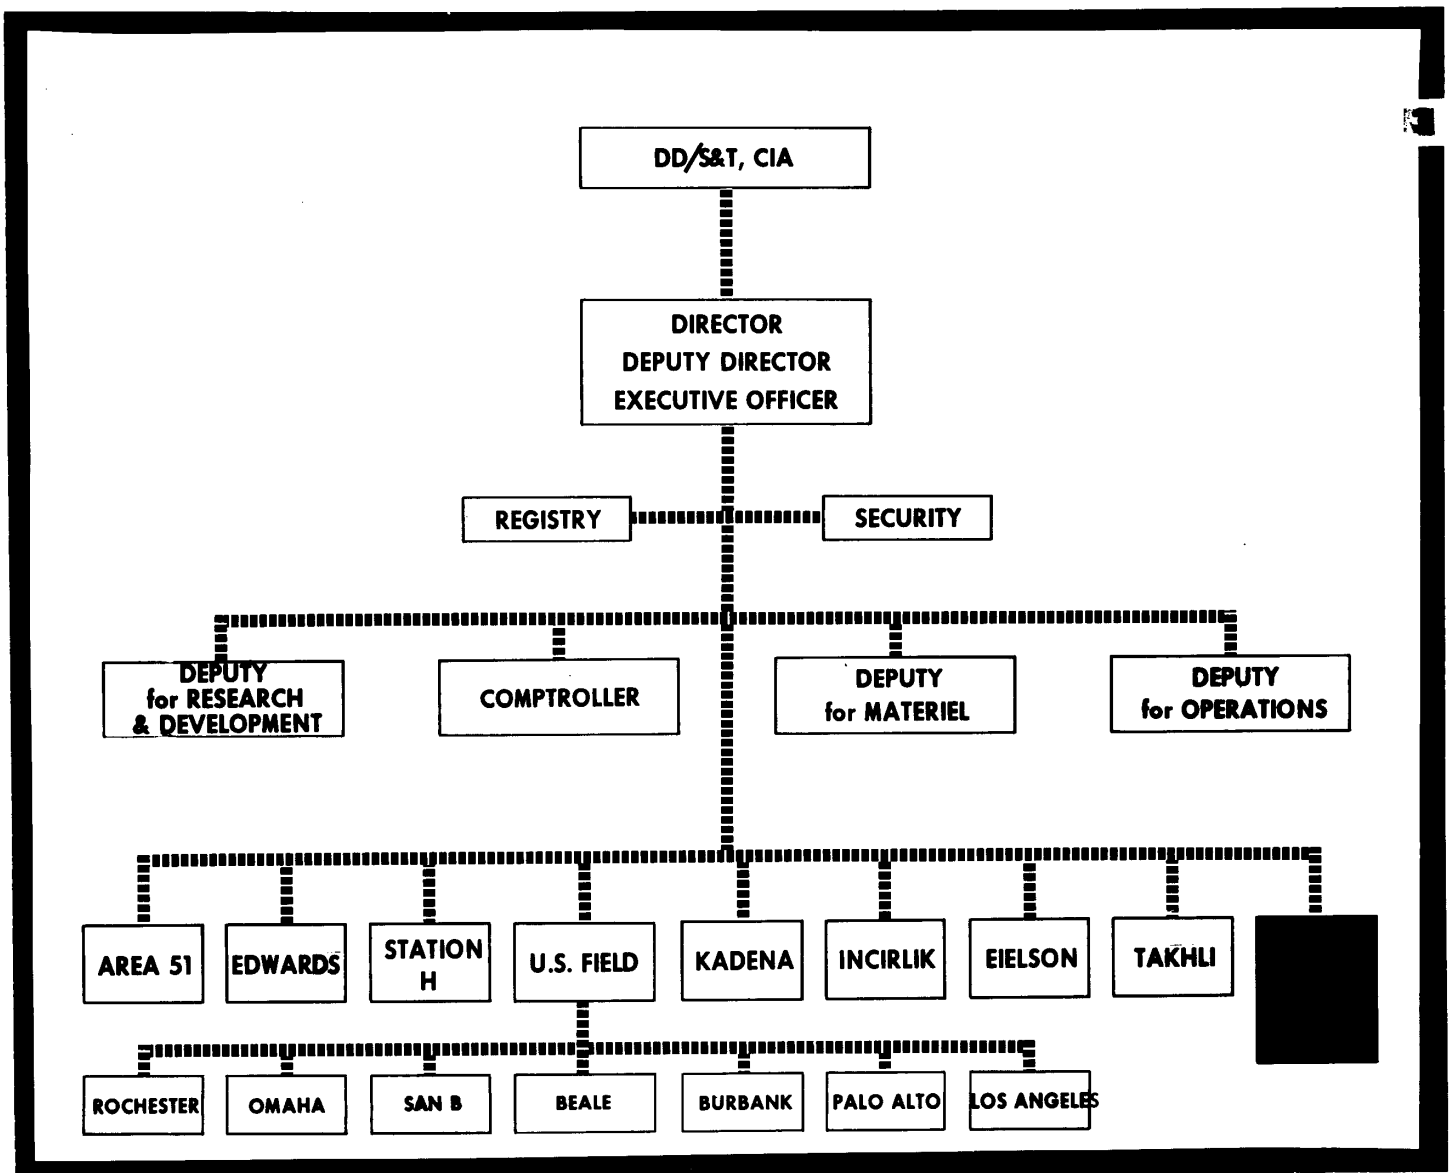 DD/S&T, CIA
DIRECTOR
DEPUTY DIRECTOR
EXECUTIVE OFFICER
REGISTRY
SECURITY
DEPUTY
for RESEARCH
& DEVELOPMENT
COMPTROLLER
DEPUTY
for MATERIEL
DEPUTY
for OPERATIONS
AREA 51
EDWARDS
STATION
H
U.S. FIELD
KADENA
INCIRLIK
EIELSON
TAKHLI
ROCHESTER
OMAHA
SAN B
BEALE
BURBANK
PALO ALTO
LOS ANGELES